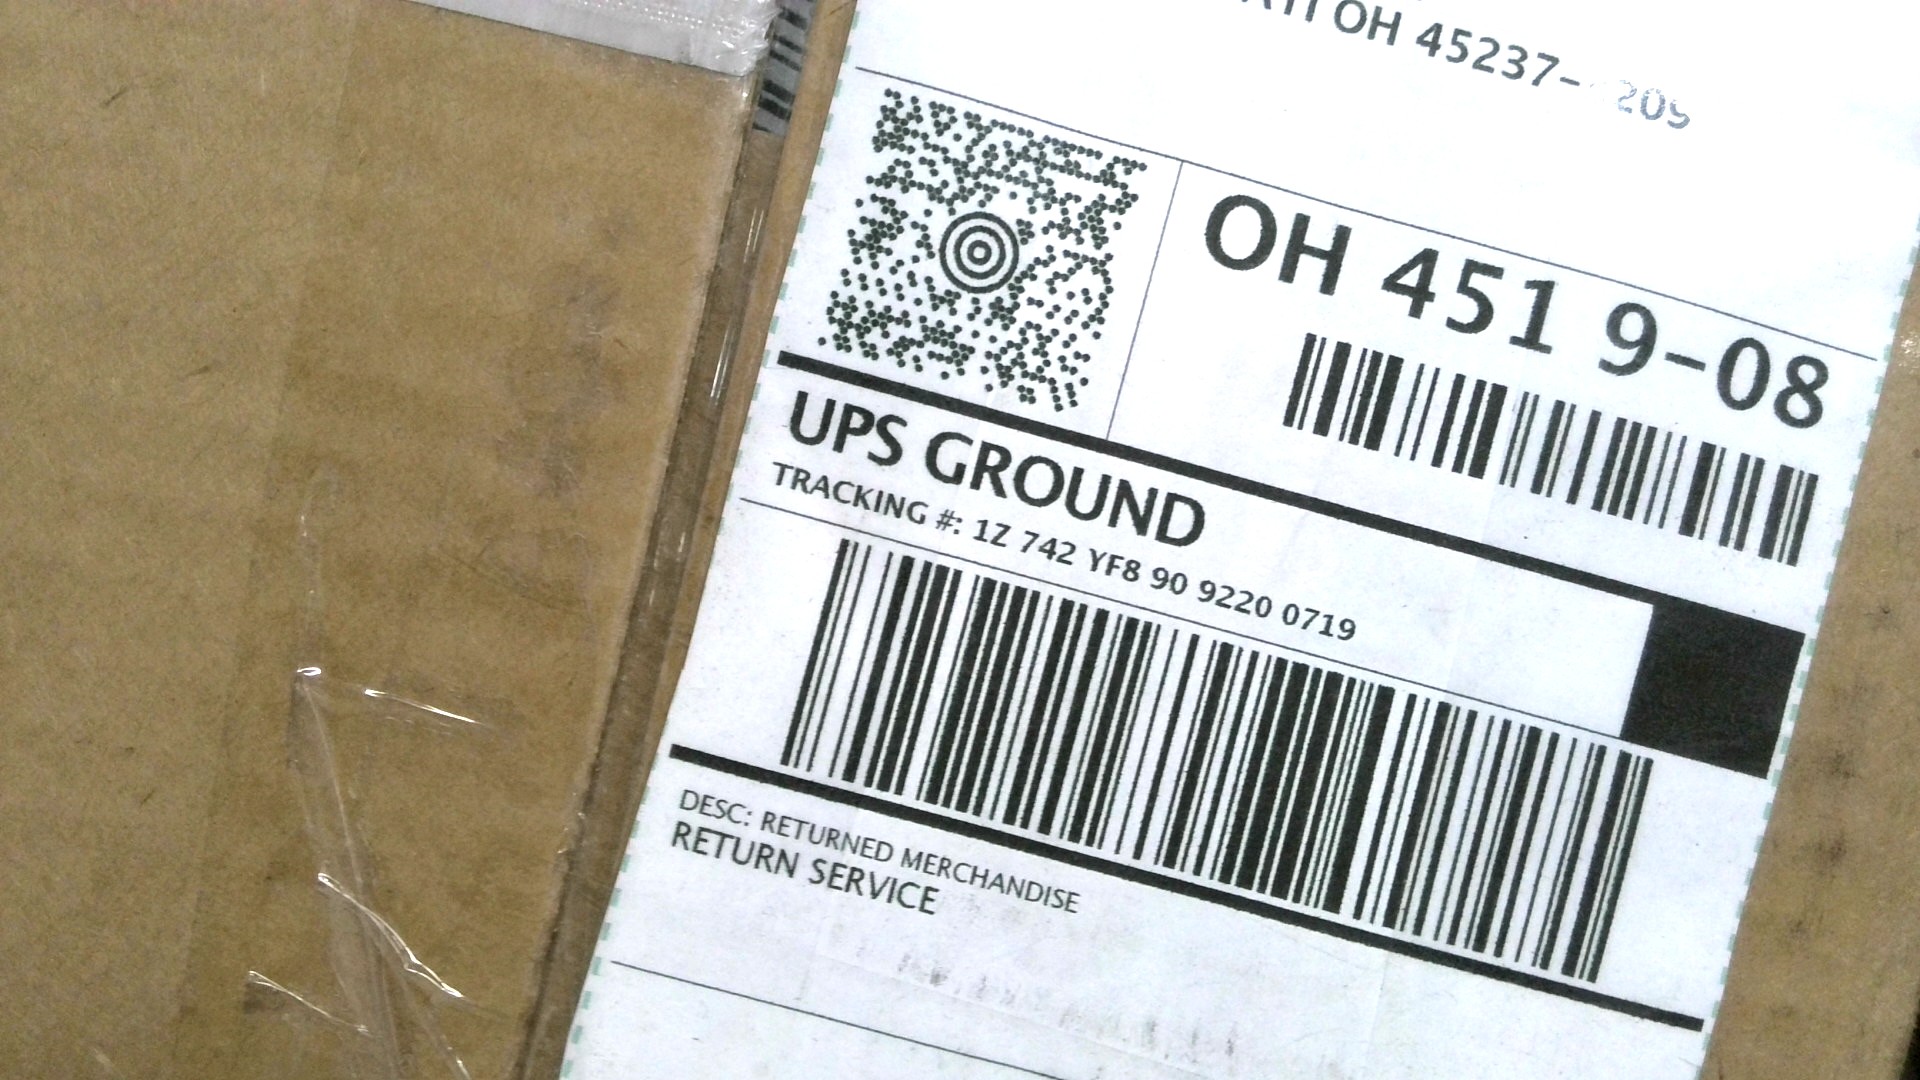 OH 45237-
OH 451 9-08
UPS GROUND
TRACKING #: 1Z 742 YF8 90 9220 0719
DESC: RETURNED MERCHANDISE
RETURN SERVICE